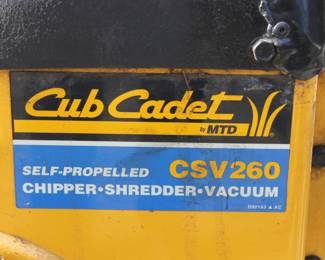 Cub Cadet
by MTD
SELF-PROPELLED CSV260
CHIPPER•SHREDDER•VACUUM